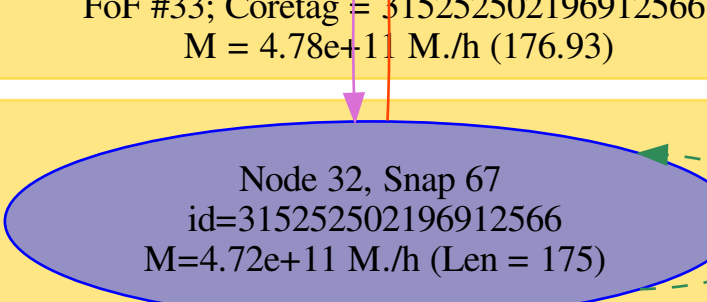 FoF #33; Coretag = 315252502196912566
M = 4.78e+11 M./h (176.93)
Node 32, Snap 67
id=315252502196912566
M=4.72e+11 M./h (Len = 175)